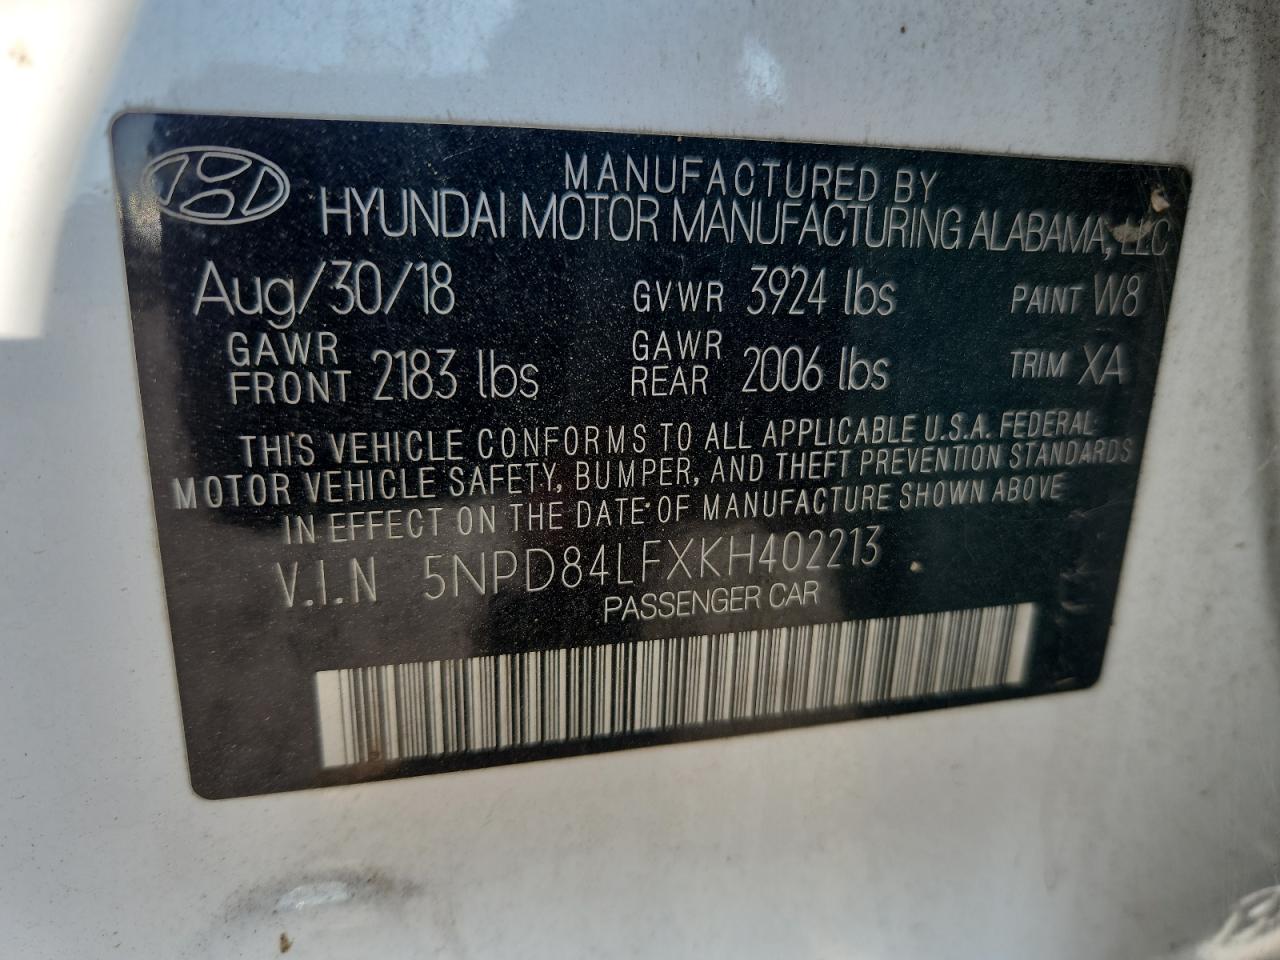 MANUFACTURED BY
HYUNDAI MOTOR MANUFACTURING ALABAMA, LLC
Aug/30/18 GVWR 3924 lbs PAINT W8
GAWR FRONT 2183 lbs GAWR REAR 2006 lbs TRIM XA
THIS VEHICLE CONFORMS TO ALL APPLICABLE U.S.A. FEDERAL
MOTOR VEHICLE SAFETY, BUMPER, AND THEFT PREVENTION STANDARDS
IN EFFECT ON THE DATE OF MANUFACTURE SHOWN ABOVE
V.I.N 5NPD84LFXKH402213
PASSENGER CAR